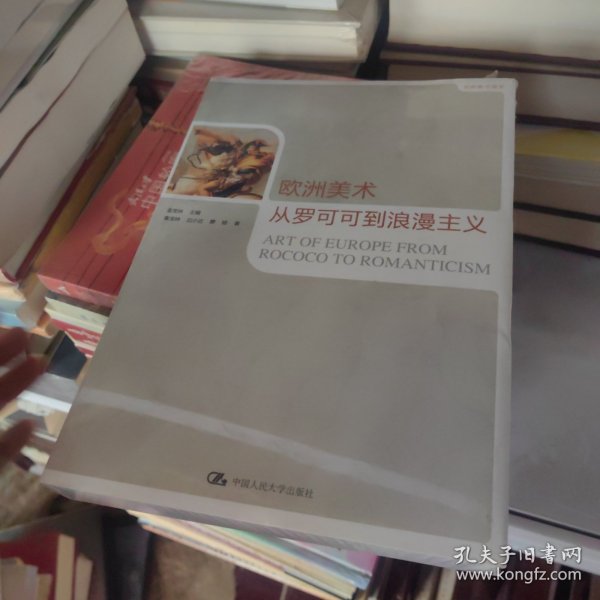 欧洲美术
从罗可可到浪漫主义
ART OF EUROPE FROM
ROCOCO TO ROMANTICISM
中国人民大学出版社
孔夫子旧书网
www.kongfz.com